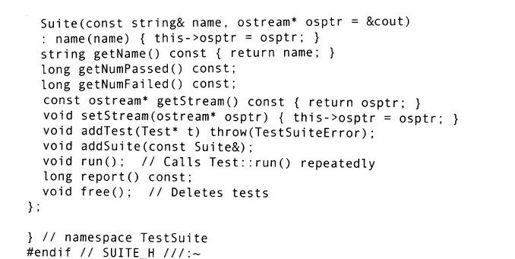 Suite(const string& name, ostream* osptr = &cout)
: name(name) { this->osptr = osptr; }
string getName() const { return name; }
long getNumPassed() const;
long getNumFailed() const;
const ostream* getStream() const { return osptr; }
void setStream(ostream* osptr) { this->osptr = osptr; }
void addTest(Test* t) throw(TestSuiteError);
void addSuite(const Suite&);
void run(); // Calls Test::run() repeatedly
long report() const;
void free(); // Deletes tests
};
} // namespace TestSuite
#endif // SUITE_H ///:~